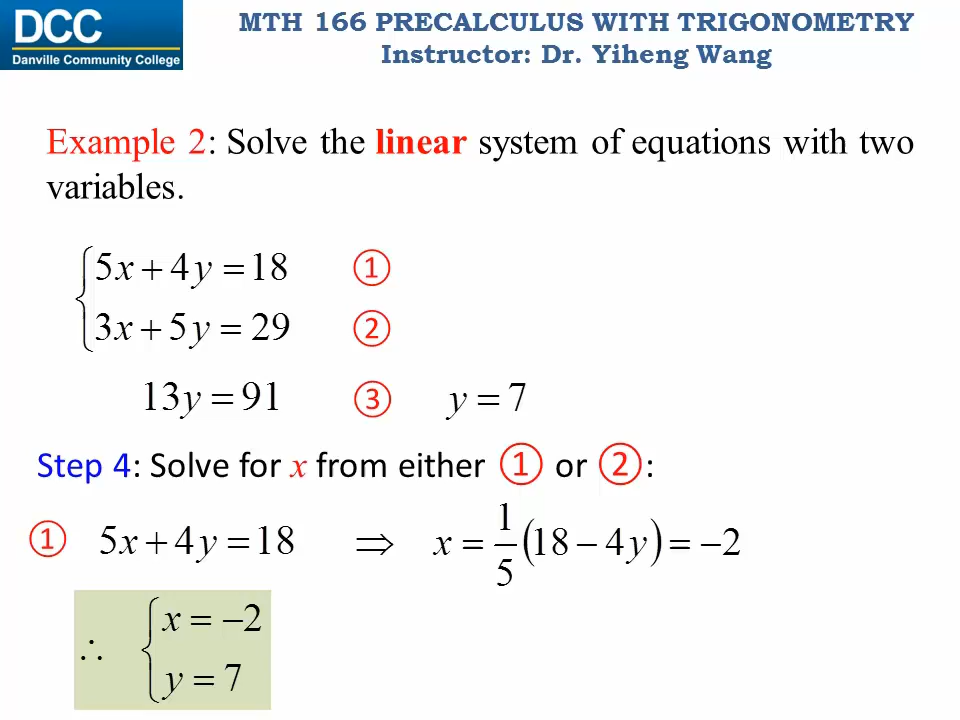 DCC
Danville Community College
MTH 166 PRECALCULUS WITH TRIGONOMETRY
Instructor: Dr. Yiheng Wang
Example 2: Solve the linear system of equations with two
variables.
5x + 4y = 18 ①
3x + 5y = 29 ②
13y = 91 ③ y = 7
Step 4: Solve for x from either ① or ②:
① 5x + 4y = 18 ⇒ x = 1/5 (18 − 4y) = −2
∴ { x = −2
y = 7